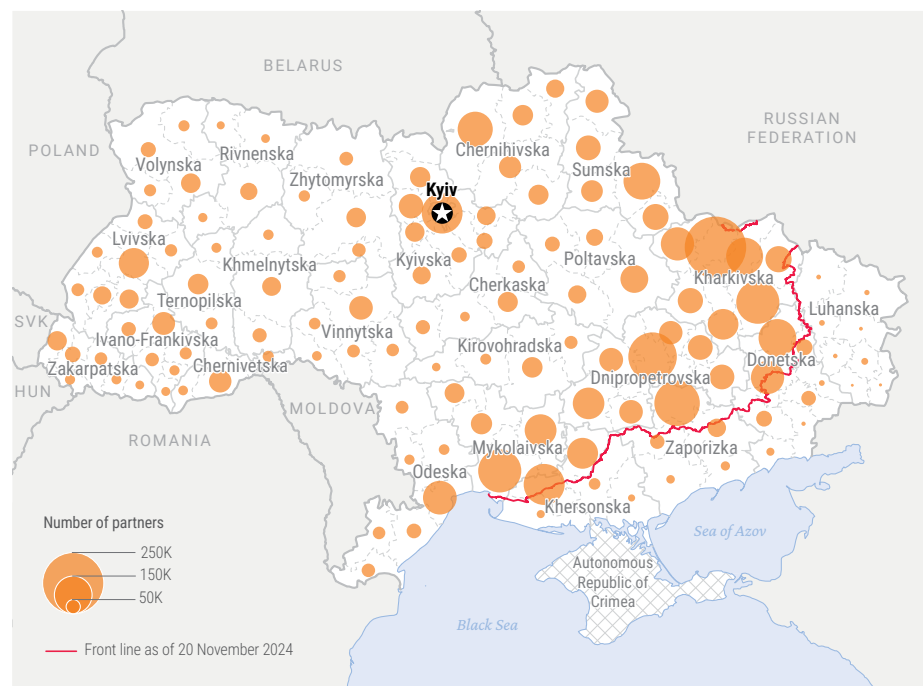 BELARUS
RUSSIAN
FEDERATION
POLAND
Volynska
Rivnenska
Zhytomyrska
Chernihivska
Sumska
Kyiv
Lvivska
Khmelnytska
Kyivska
Poltavska
Kharkivska
Ternopilska
Cherkaska
Luhanska
SVK
Ivano-Frankivska
Vinnytska
Kirovohradska
Donetska
Zakarpatska
Chernivetska
Dnipropetrovska
HUN
MOLDOVA
ROMANIA
Mykolaivska
Zaporizka
Odeska
Khersonska
Number of partners
250K
150K
50K
Sea of Azov
Autonomous
Republic of
Crimea
Black Sea
Front line as of 20 November 2024